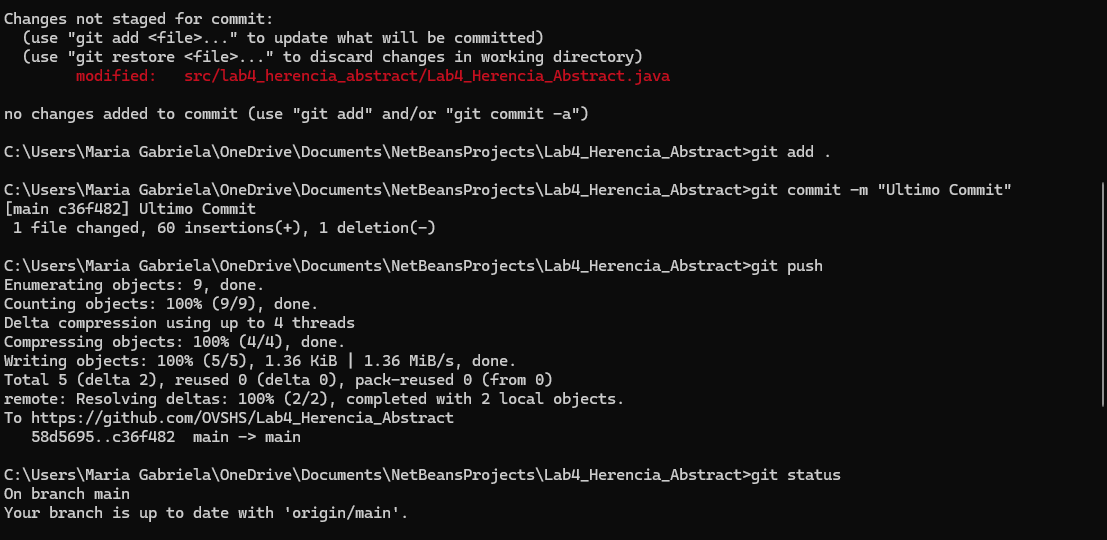 Changes not staged for commit:
  (use "git add <file>..." to update what will be committed)
  (use "git restore <file>..." to discard changes in working directory)
        modified:   src/lab4_herencia_abstract/Lab4_Herencia_Abstract.java

no changes added to commit (use "git add" and/or "git commit -a")

C:\Users\Maria Gabriela\OneDrive\Documents\NetBeansProjects\Lab4_Herencia_Abstract>git add .

C:\Users\Maria Gabriela\OneDrive\Documents\NetBeansProjects\Lab4_Herencia_Abstract>git commit -m "Ultimo Commit"
[main c36f482] Ultimo Commit
 1 file changed, 60 insertions(+), 1 deletion(-)

C:\Users\Maria Gabriela\OneDrive\Documents\NetBeansProjects\Lab4_Herencia_Abstract>git push
Enumerating objects: 9, done.
Counting objects: 100% (9/9), done.
Delta compression using up to 4 threads
Compressing objects: 100% (4/4), done.
Writing objects: 100% (5/5), 1.36 KiB | 1.36 MiB/s, done.
Total 5 (delta 2), reused 0 (delta 0), pack-reused 0 (from 0)
remote: Resolving deltas: 100% (2/2), completed with 2 local objects.
To https://github.com/OVSHS/Lab4_Herencia_Abstract
   58d5695..c36f482  main -> main

C:\Users\Maria Gabriela\OneDrive\Documents\NetBeansProjects\Lab4_Herencia_Abstract>git status
On branch main
Your branch is up to date with 'origin/main'.